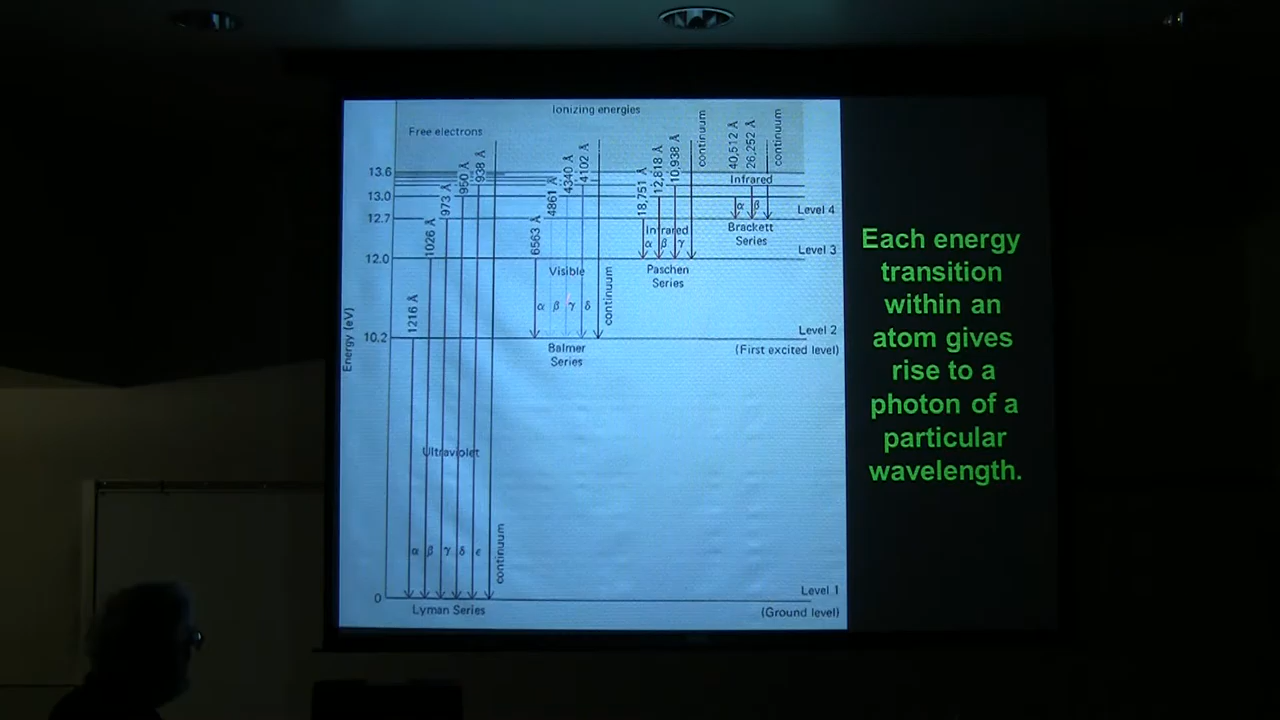 Ionizing energies
Free electrons
13.6
13.0
12.7
12.0
10.2
0
Energy (eV)
1216 Å
1026 Å
973 Å
950 Å
938 Å
Ultraviolet
α β γ δ ϵ
continuum
Lyman Series
6563 Å
4861 Å
4340 Å
4102 Å
Visible
α β γ δ
continuum
Balmer
Series
18,751 Å
12,818 Å
10,938 Å
continuum
Infrared
α β γ
Paschen
Series
40,512 Å
26,252 Å
continuum
Infrared
α β
Brackett
Series
Level 4
Level 3
Level 2
(First excited level)
Level 1
(Ground level)
Each energy
transition
within an
atom gives
rise to a
photon of a
particular
wavelength.